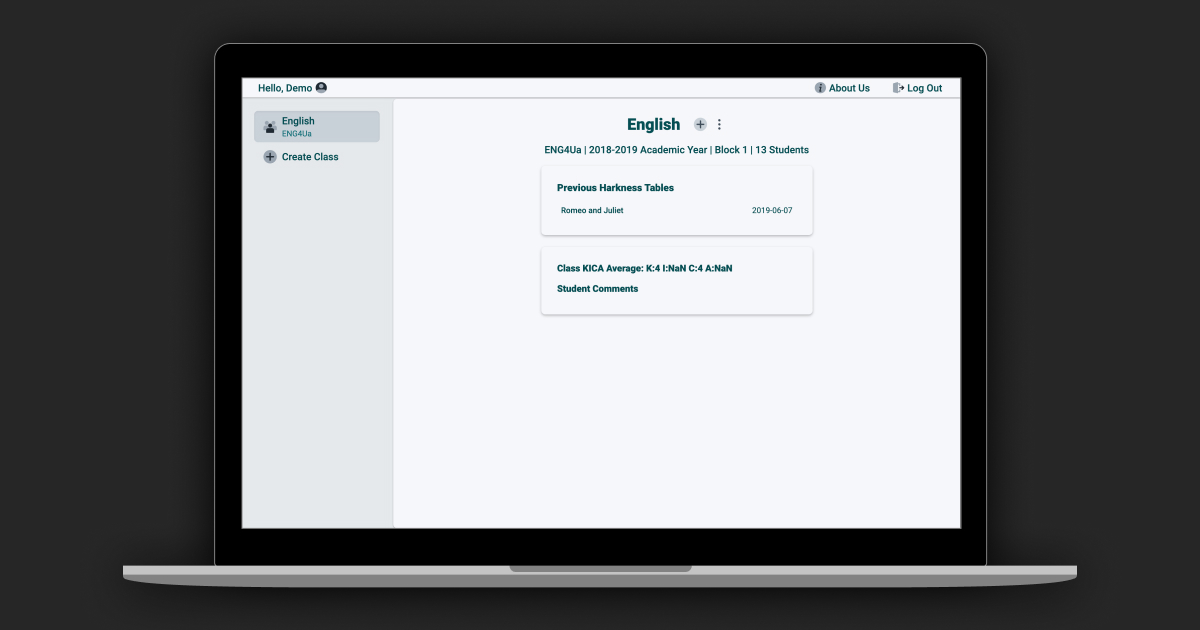 Hello, Demo
About Us
Log Out
English
ENG4Ua
Create Class
English
ENG4Ua | 2018-2019 Academic Year | Block 1 | 13 Students
Previous Harkness Tables
Romeo and Juliet 2019-06-07
Class KICA Average: K:4 I:NaN C:4 A:NaN
Student Comments